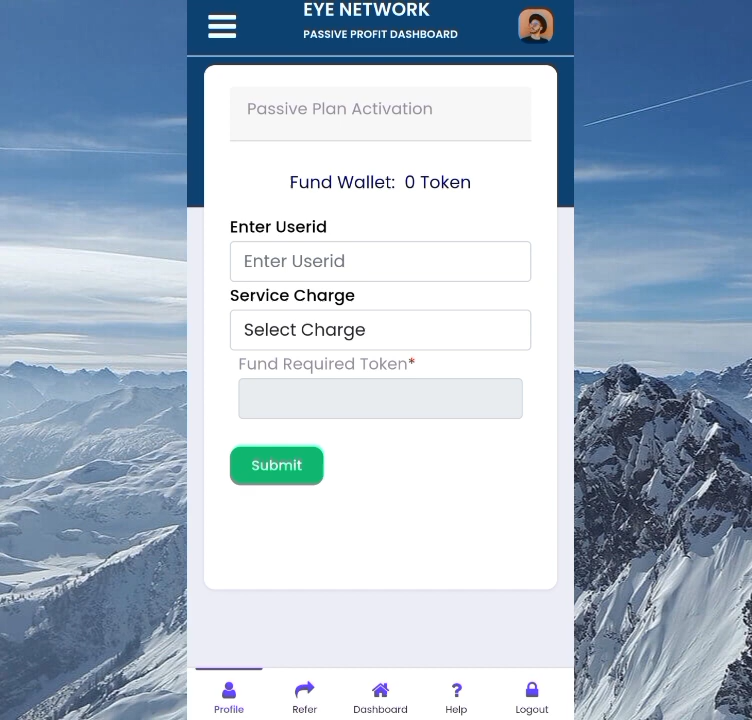 EYE NETWORK
PASSIVE PROFIT DASHBOARD
Passive Plan Activation
Fund Wallet: 0 Token
Enter Userid
Enter Userid
Service Charge
Select Charge
Fund Required Token*
Submit
Profile
Refer
Dashboard
Help
Logout